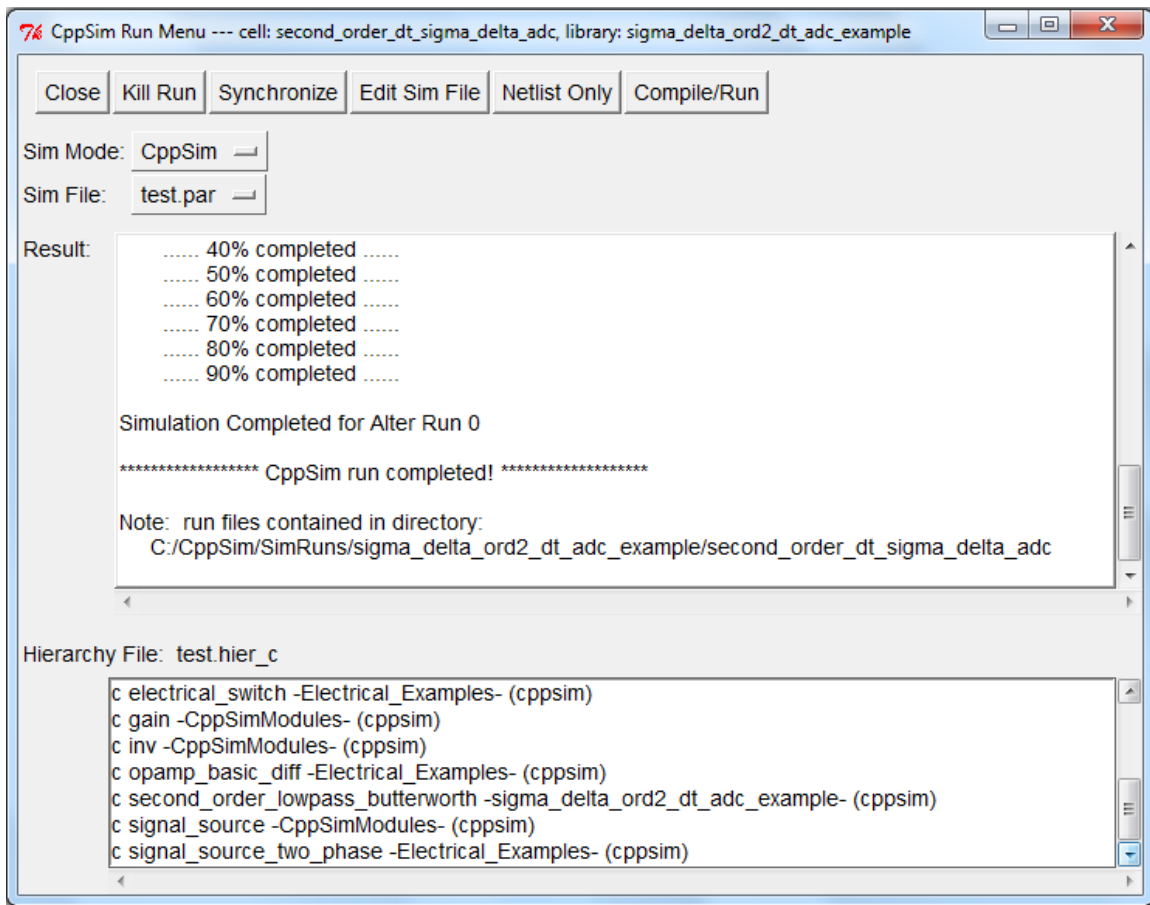 CppSim Run Menu --- cell: second_order_dt_sigma_delta_adc, library: sigma_delta_ord2_dt_adc_example
Close Kill Run Synchronize Edit Sim File Netlist Only Compile/Run
Sim Mode: CppSim
Sim File: test.par
Result:
...... 40% completed ......
...... 50% completed ......
...... 60% completed ......
...... 70% completed ......
...... 80% completed ......
...... 90% completed ......
Simulation Completed for Alter Run 0
****************** CppSim run completed! *******************
Note:  run files contained in directory:
C:/CppSim/SimRuns/sigma_delta_ord2_dt_adc_example/second_order_dt_sigma_delta_adc
Hierarchy File:  test.hier_c
c electrical_switch -Electrical_Examples- (cppsim)
c gain -CppSimModules- (cppsim)
c inv -CppSimModules- (cppsim)
c opamp_basic_diff -Electrical_Examples- (cppsim)
c second_order_lowpass_butterworth -sigma_delta_ord2_dt_adc_example- (cppsim)
c signal_source -CppSimModules- (cppsim)
c signal_source_two_phase -Electrical_Examples- (cppsim)